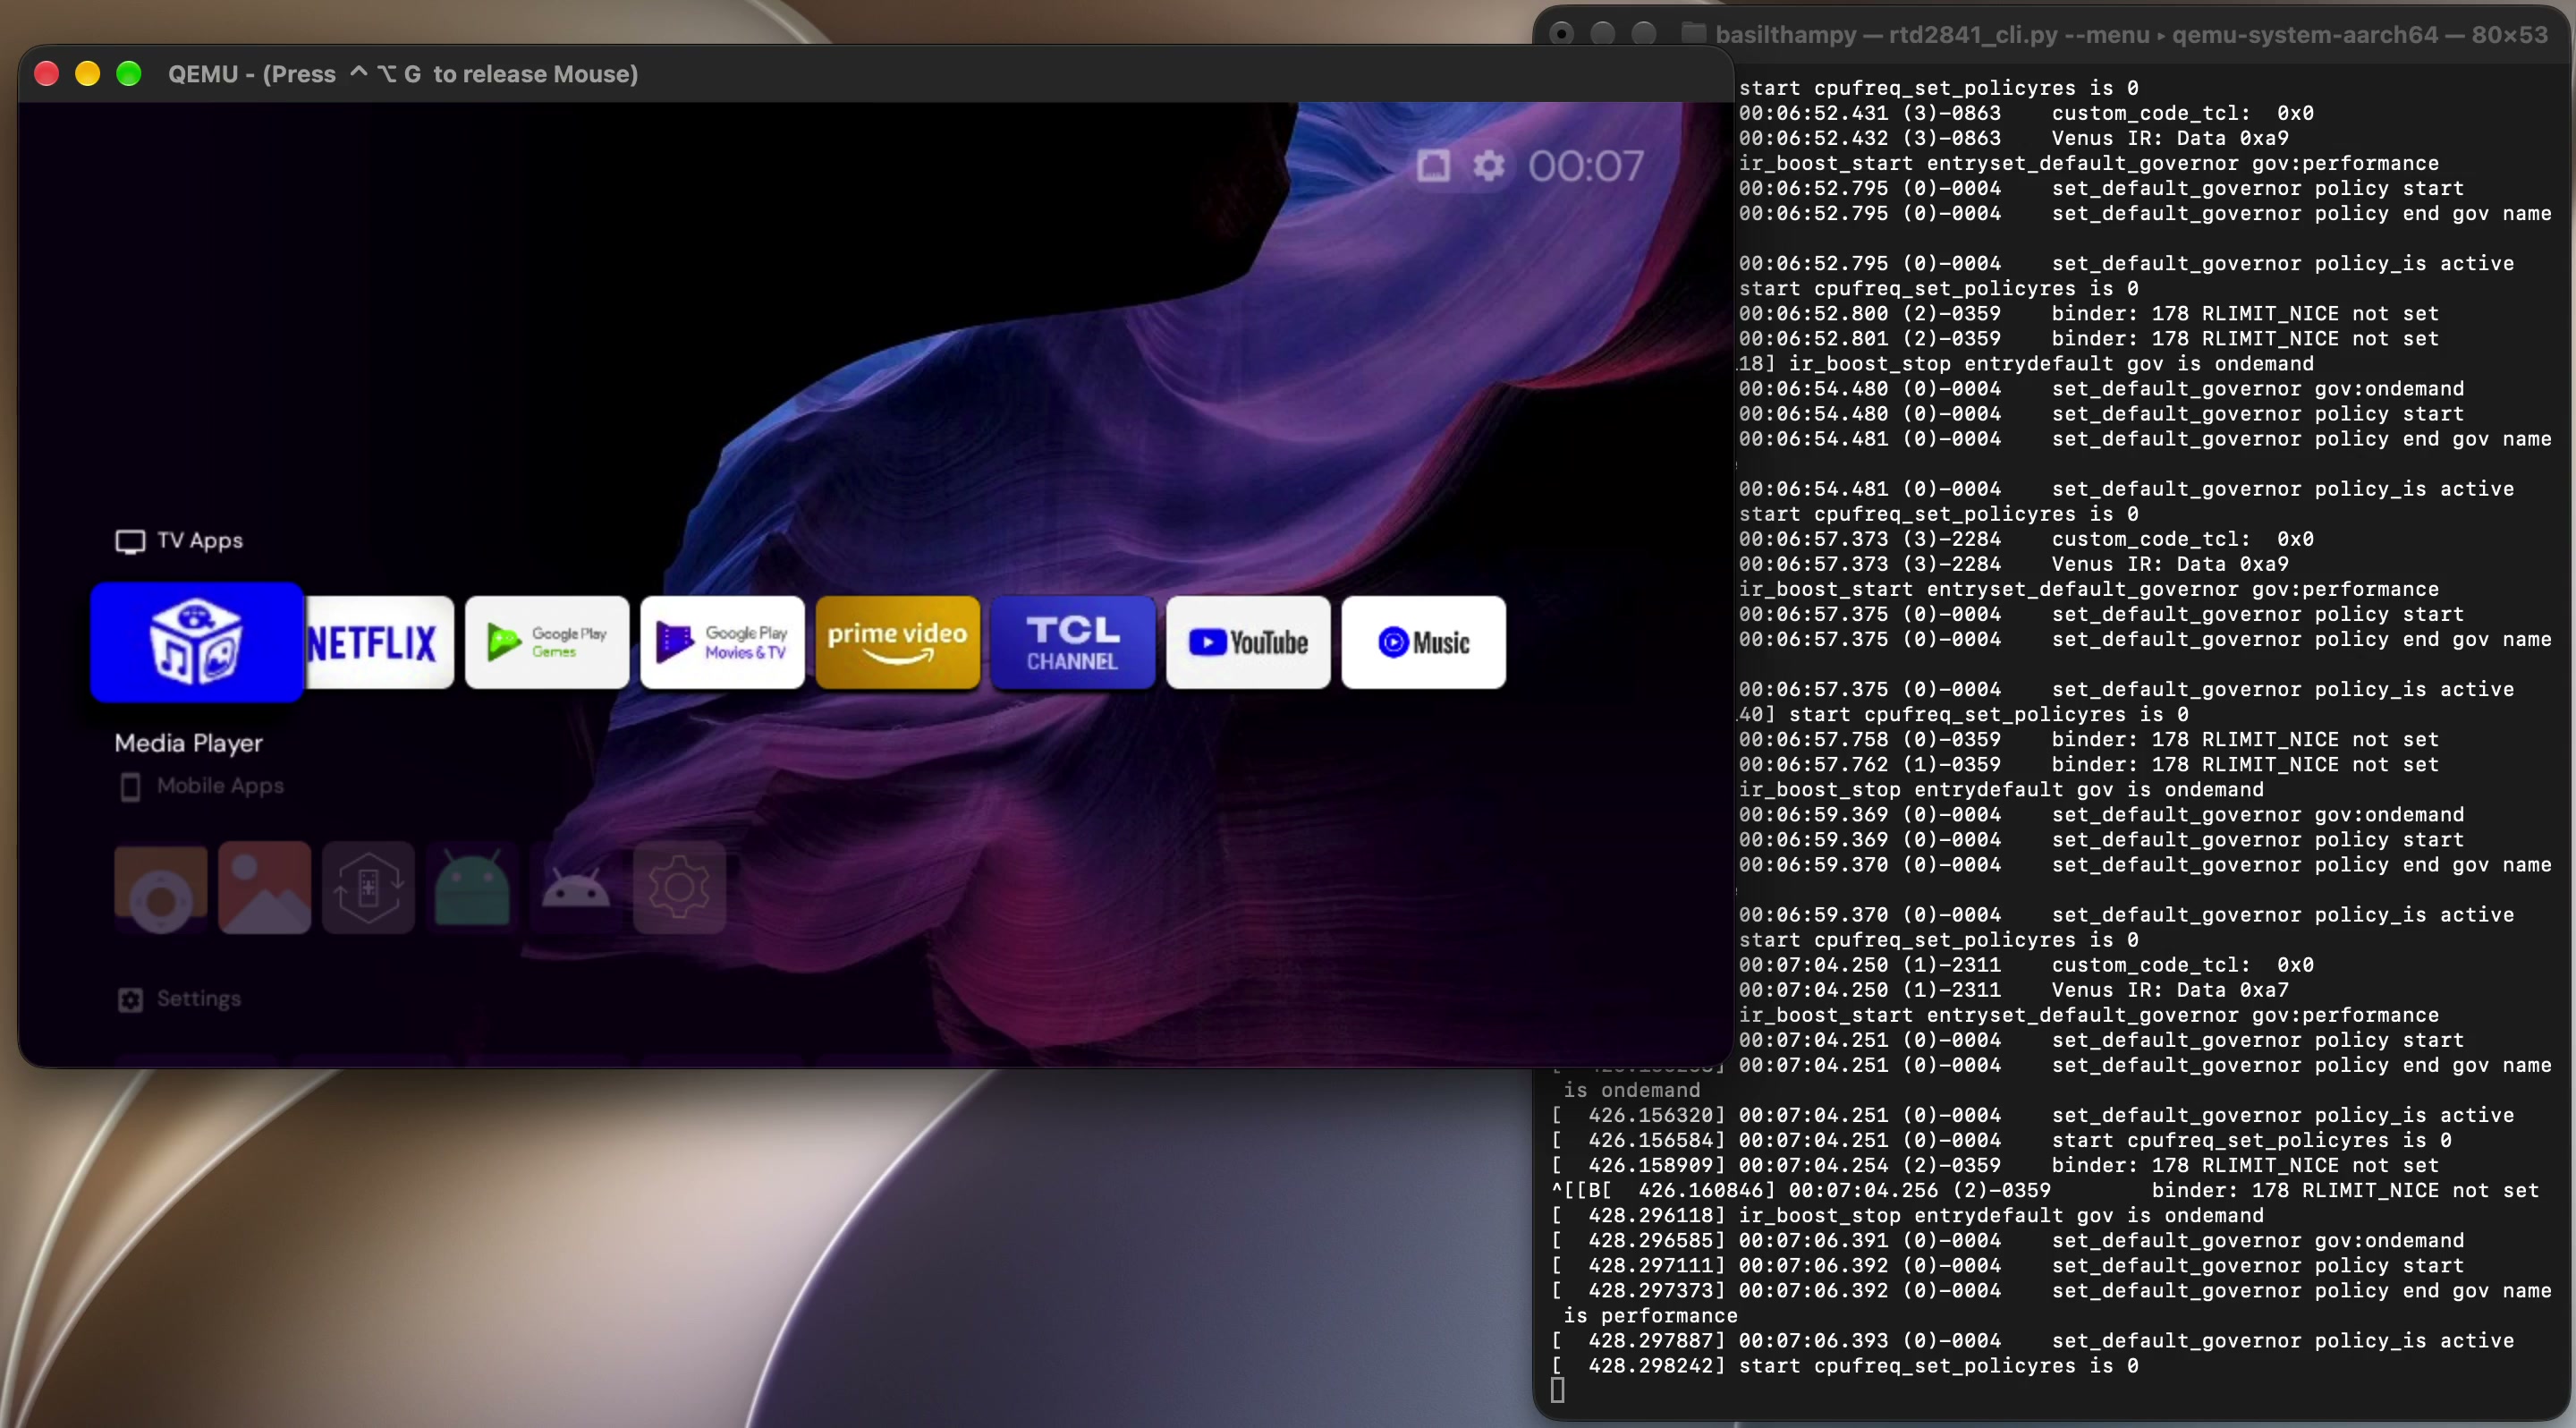 QEMU - (Press ^ ⌥ G to release Mouse)
00:07
TV Apps
NETFLIX
Google Play
Games
Google Play
Movies & TV
prime video
TCL
CHANNEL
YouTube
Music
Media Player
Mobile Apps
Settings
basilthampy — rtd2841_cli.py --menu ▸ qemu-system-aarch64 — 80×53
start cpufreq_set_policyres is 0
00:06:52.431 (3)-0863    custom_code_tcl:  0x0
00:06:52.432 (3)-0863    Venus IR: Data 0xa9
ir_boost_start entryset_default_governor gov:performance
00:06:52.795 (0)-0004    set_default_governor policy start
00:06:52.795 (0)-0004    set_default_governor policy end gov name
00:06:52.795 (0)-0004    set_default_governor policy_is active
start cpufreq_set_policyres is 0
00:06:52.800 (2)-0359    binder: 178 RLIMIT_NICE not set
00:06:52.801 (2)-0359    binder: 178 RLIMIT_NICE not set
18] ir_boost_stop entrydefault gov is ondemand
00:06:54.480 (0)-0004    set_default_governor gov:ondemand
00:06:54.480 (0)-0004    set_default_governor policy start
00:06:54.481 (0)-0004    set_default_governor policy end gov name
00:06:54.481 (0)-0004    set_default_governor policy_is active
start cpufreq_set_policyres is 0
00:06:57.373 (3)-2284    custom_code_tcl:  0x0
00:06:57.373 (3)-2284    Venus IR: Data 0xa9
ir_boost_start entryset_default_governor gov:performance
00:06:57.375 (0)-0004    set_default_governor policy start
00:06:57.375 (0)-0004    set_default_governor policy end gov name
00:06:57.375 (0)-0004    set_default_governor policy_is active
40] start cpufreq_set_policyres is 0
00:06:57.758 (0)-0359    binder: 178 RLIMIT_NICE not set
00:06:57.762 (1)-0359    binder: 178 RLIMIT_NICE not set
ir_boost_stop entrydefault gov is ondemand
00:06:59.369 (0)-0004    set_default_governor gov:ondemand
00:06:59.369 (0)-0004    set_default_governor policy start
00:06:59.370 (0)-0004    set_default_governor policy end gov name
00:06:59.370 (0)-0004    set_default_governor policy_is active
start cpufreq_set_policyres is 0
00:07:04.250 (1)-2311    custom_code_tcl:  0x0
00:07:04.250 (1)-2311    Venus IR: Data 0xa7
ir_boost_start entryset_default_governor gov:performance
00:07:04.251 (0)-0004    set_default_governor policy start
00:07:04.251 (0)-0004    set_default_governor policy end gov name
is ondemand
[  426.156320] 00:07:04.251 (0)-0004    set_default_governor policy_is active
[  426.156584] 00:07:04.251 (0)-0004    start cpufreq_set_policyres is 0
[  426.158909] 00:07:04.254 (2)-0359    binder: 178 RLIMIT_NICE not set
^[[B[  426.160846] 00:07:04.256 (2)-0359        binder: 178 RLIMIT_NICE not set
[  428.296118] ir_boost_stop entrydefault gov is ondemand
[  428.296585] 00:07:06.391 (0)-0004    set_default_governor gov:ondemand
[  428.297111] 00:07:06.392 (0)-0004    set_default_governor policy start
[  428.297373] 00:07:06.392 (0)-0004    set_default_governor policy end gov name
is performance
[  428.297887] 00:07:06.393 (0)-0004    set_default_governor policy_is active
[  428.298242] start cpufreq_set_policyres is 0